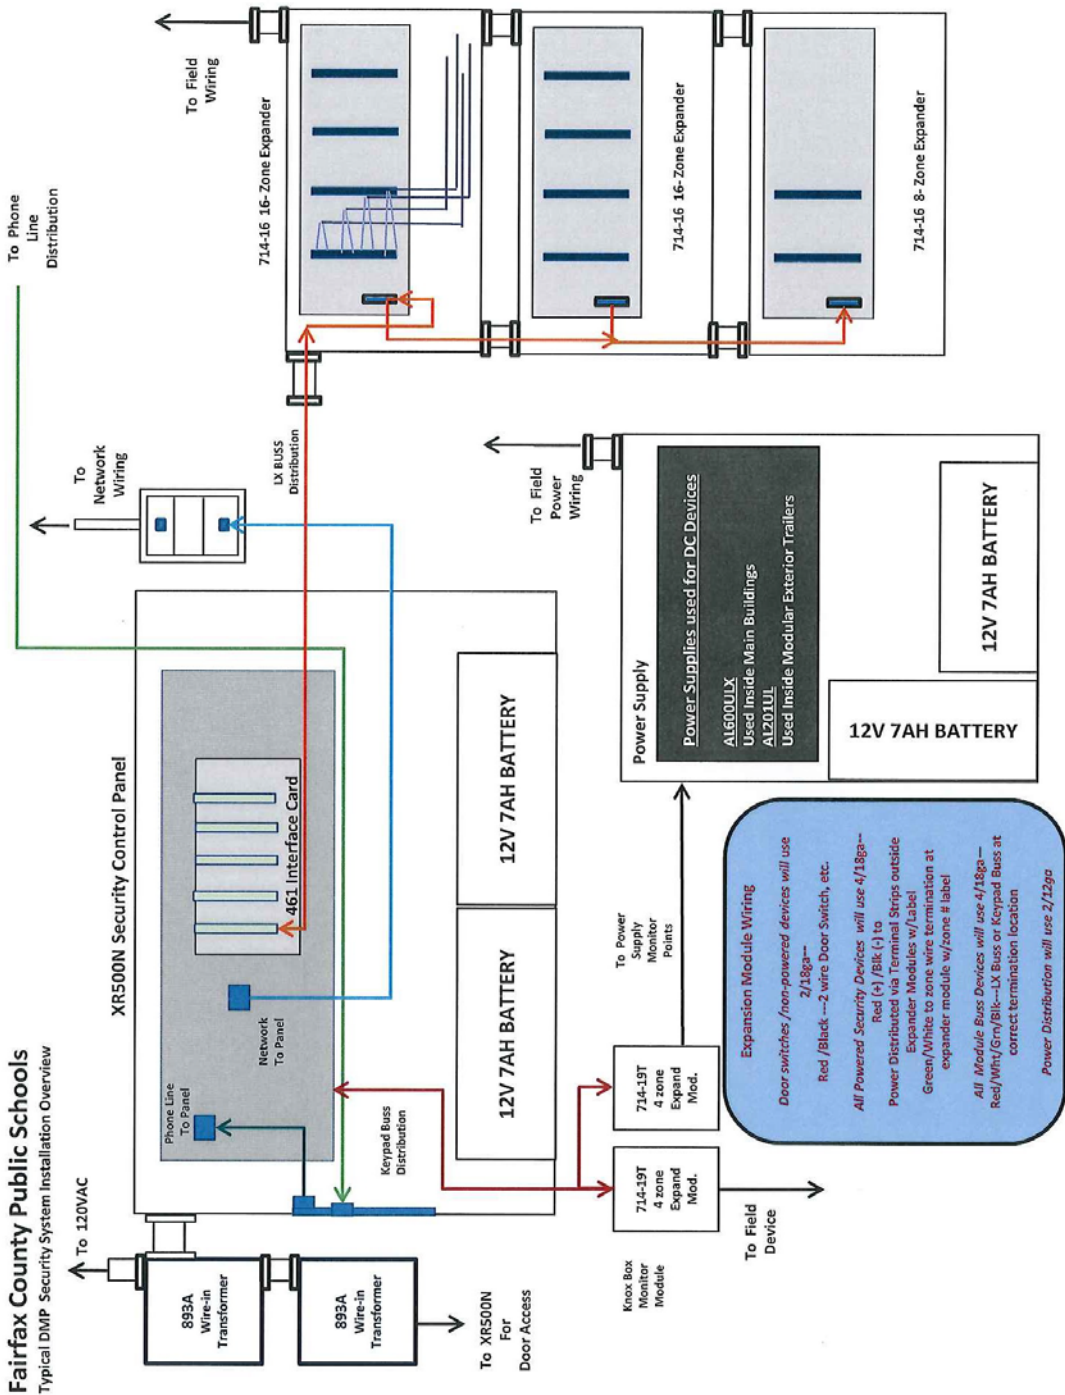 Fairfax County Public Schools
Typical DMP Security System Installation Overview
To 120VAC
893A
Wire-in
Transformer
893A
Wire-in
Transformer
To XR500N
For
Door Access
XR500N Security Control Panel
Phone Line
To Panel
Network
To Panel
461 Interface Card
Keypad Buss
Distribution
12V 7AH BATTERY
12V 7AH BATTERY
To Phone
Line
Distribution
To
Network
Wiring
LX BUSS
Distribution
To Field
Wiring
714-16 16- Zone Expander
714-16 16-Zone Expander
714-16 8- Zone Expander
Knox Box
Monitor
Module
714-19T
4 zone
Expand
Mod.
714-19T
4 zone
Expand
Mod.
To Field
Device
To Power
Supply
Monitor
Points
To Field
Power
Wiring
Power Supply
Power Supplies used for DC Devices
AL600ULX
Used Inside Main Buildings
AL201UL
Used Inside Modular Exterior Trailers
12V 7AH BATTERY
12V 7AH BATTERY
Expansion Module Wiring
Door switches /non-powered devices will use
2/18ga--
Red /Black ---2 wire Door Switch, etc.
All Powered Security Devices will use 4/18ga--
Red (+) /Blk (-) to
Power Distributed via Terminal Strips outside
Expander Modules w/Label
Green/White to zone wire termination at
expander module w/zone # label
All Module Buss Devices will use 4/18ga—
Red/Wht/Grn/Blk---LX Buss or Keypad Buss at
correct termination location
Power Distribution will use 2/12ga